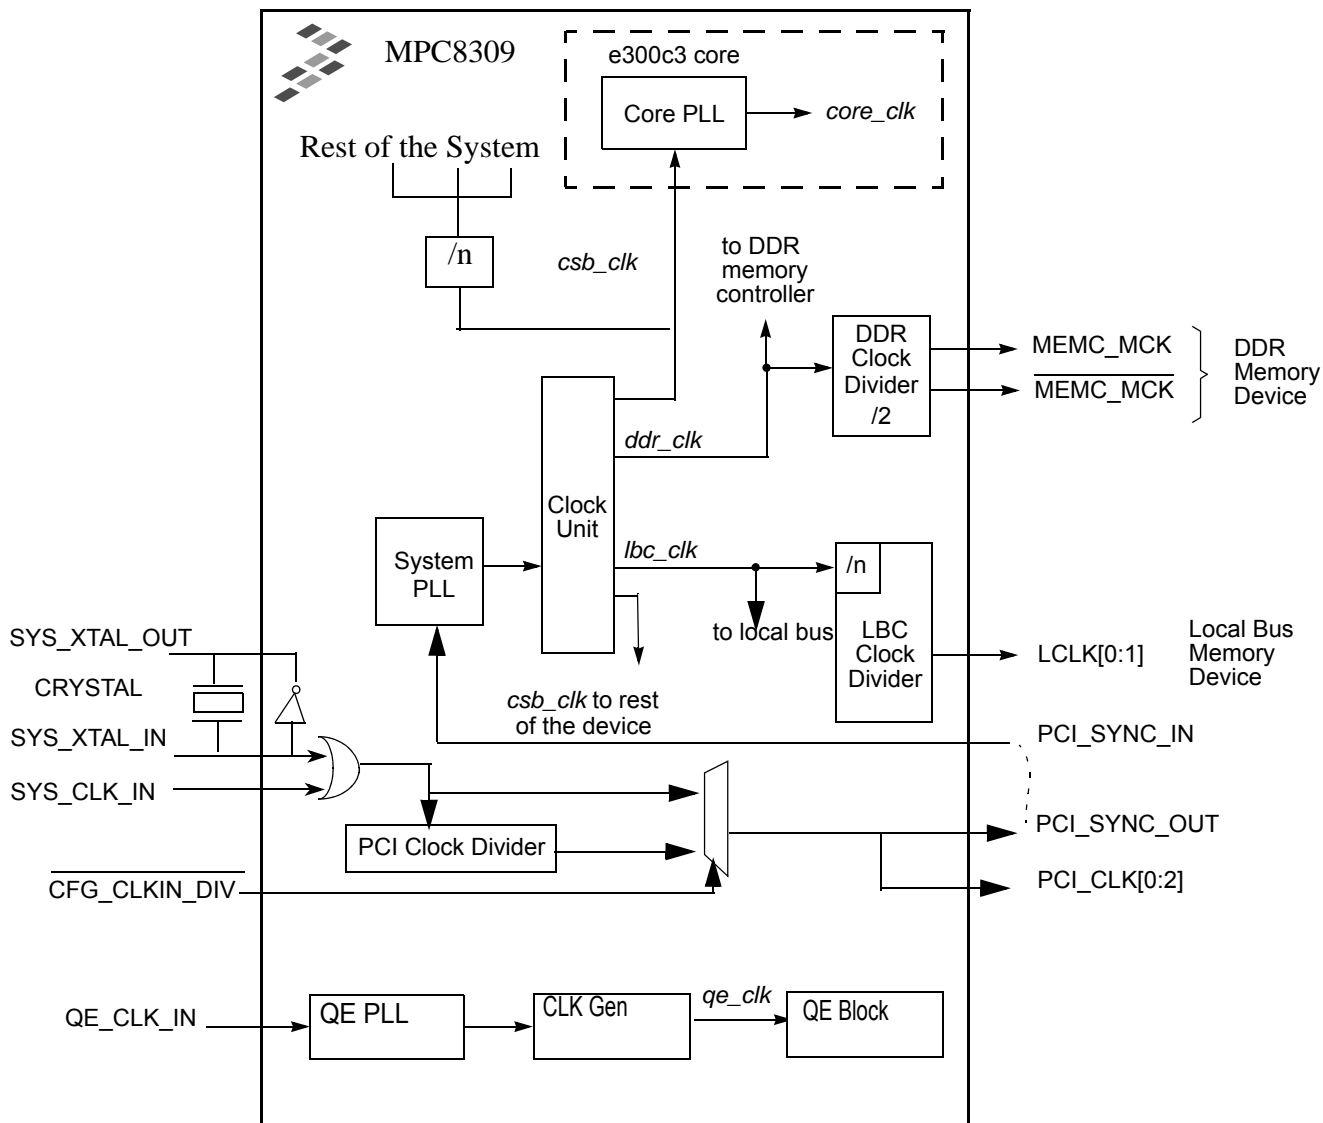 MPC8309
e300c3 core
Core PLL
core_clk
Rest of the System
/n
csb_clk
to DDR
memory
controller
DDR
Clock
Divider
/2
MEMC_MCK
MEMC_MCK
DDR
Memory
Device
ddr_clk
Clock
Unit
System
PLL
lbc_clk
/n
to local bus
LBC
Clock
Divider
LCLK[0:1]
Local Bus
Memory
Device
csb_clk to rest
of the device
SYS_XTAL_OUT
CRYSTAL
SYS_XTAL_IN
SYS_CLK_IN
PCI_SYNC_IN
PCI Clock Divider
PCI_SYNC_OUT
CFG_CLKIN_DIV
PCI_CLK[0:2]
QE_CLK_IN
QE PLL
CLK Gen
qe_clk
QE Block